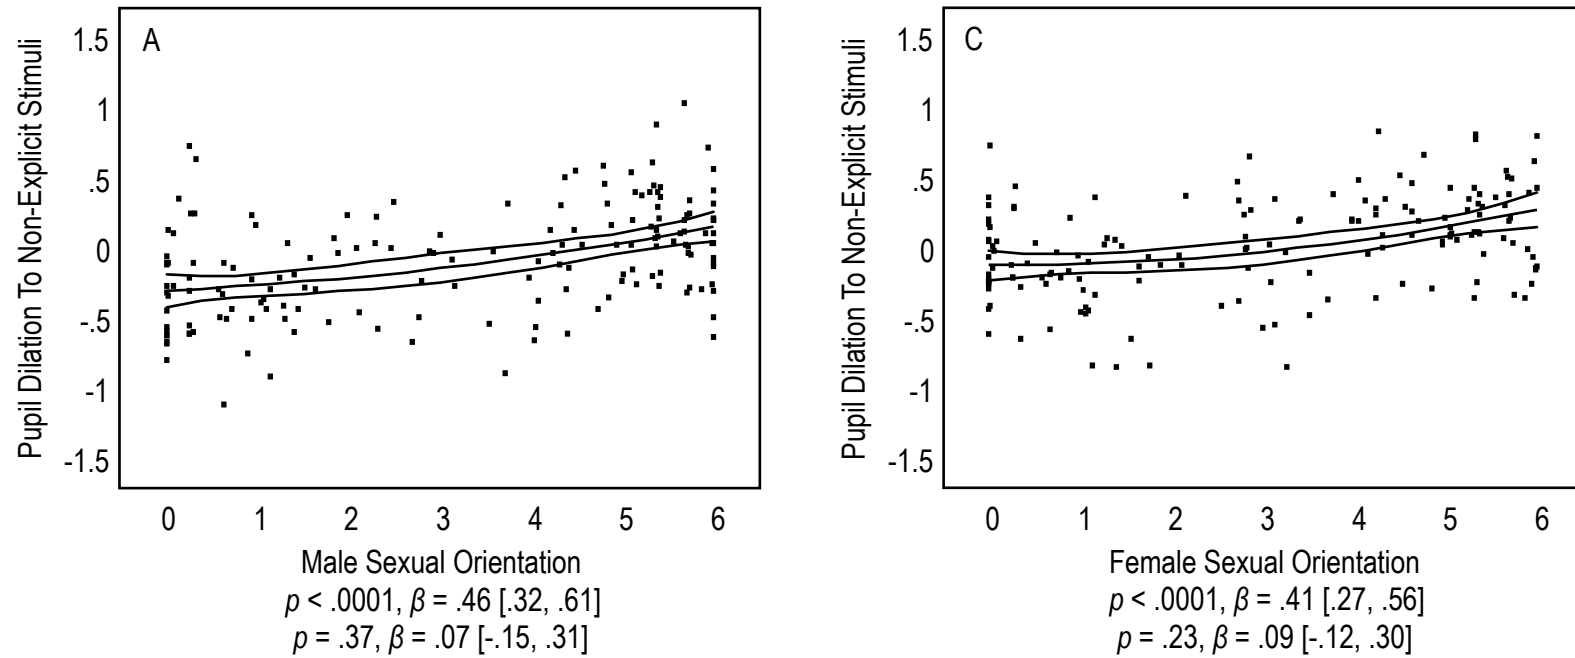 A
Pupil Dilation To Non-Explicit Stimuli
1.5
1
.5
0
-.5
-1
-1.5
0 1 2 3 4 5 6
Male Sexual Orientation
p < .0001, β = .46 [.32, .61]
p = .37, β = .07 [-.15, .31]
C
Pupil Dilation To Non-Explicit Stimuli
1.5
1
.5
0
-.5
-1
-1.5
0 1 2 3 4 5 6
Female Sexual Orientation
p < .0001, β = .41 [.27, .56]
p = .23, β = .09 [-.12, .30]